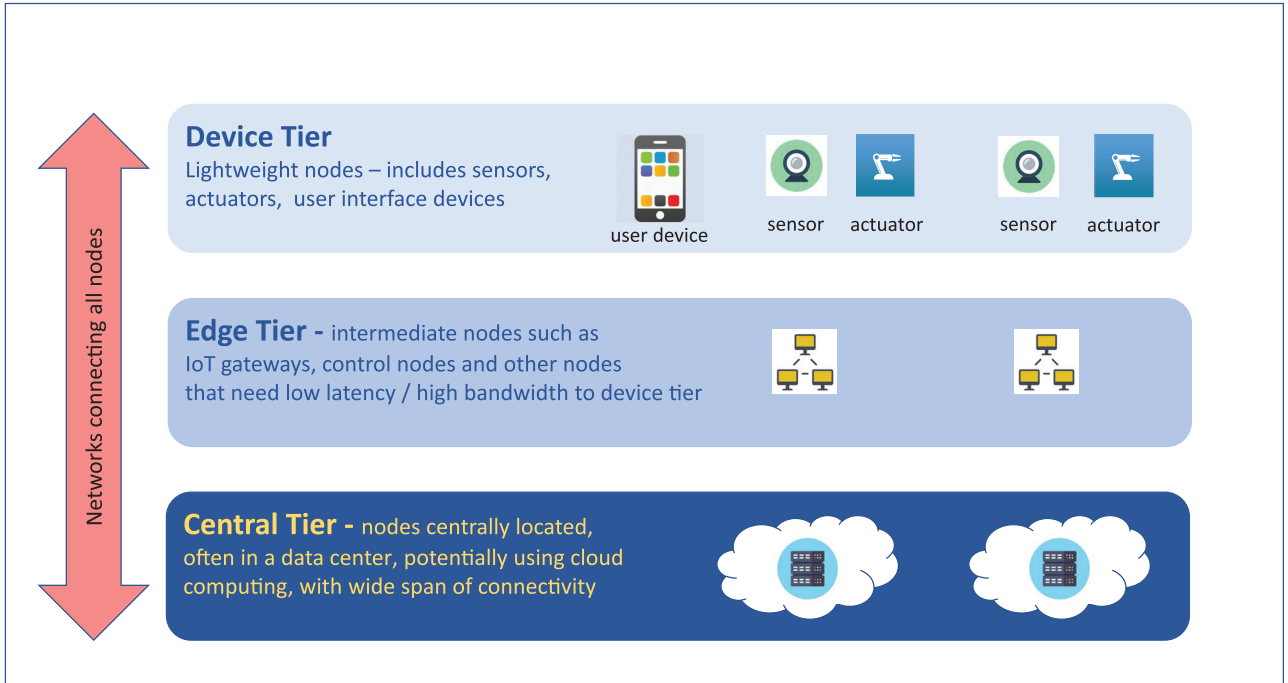 Networks connecting all nodes
Device Tier
Lightweight nodes – includes sensors,
actuators,  user interface devices
user device
sensor
actuator
sensor
actuator
Edge Tier - intermediate nodes such as
IoT gateways, control nodes and other nodes
that need low latency / high bandwidth to device tier
Central Tier - nodes centrally located,
often in a data center, potentially using cloud
computing, with wide span of connectivity